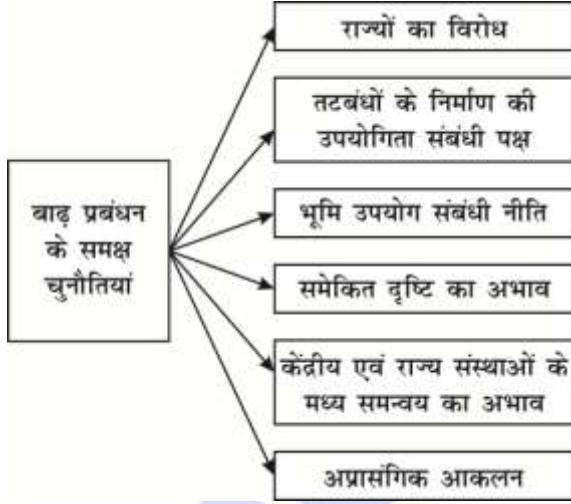 बाढ़ प्रबंधन
के समक्ष
चुनौतियां
राज्यों का विरोध
तटबंधों के निर्माण की
उपयोगिता संबंधी पक्ष
भूमि उपयोग संबंधी नीति
समेकित दृष्टि का अभाव
केंद्रीय एवं राज्य संस्थाओं के
मध्य समन्वय का अभाव
अप्रासंगिक आकलन